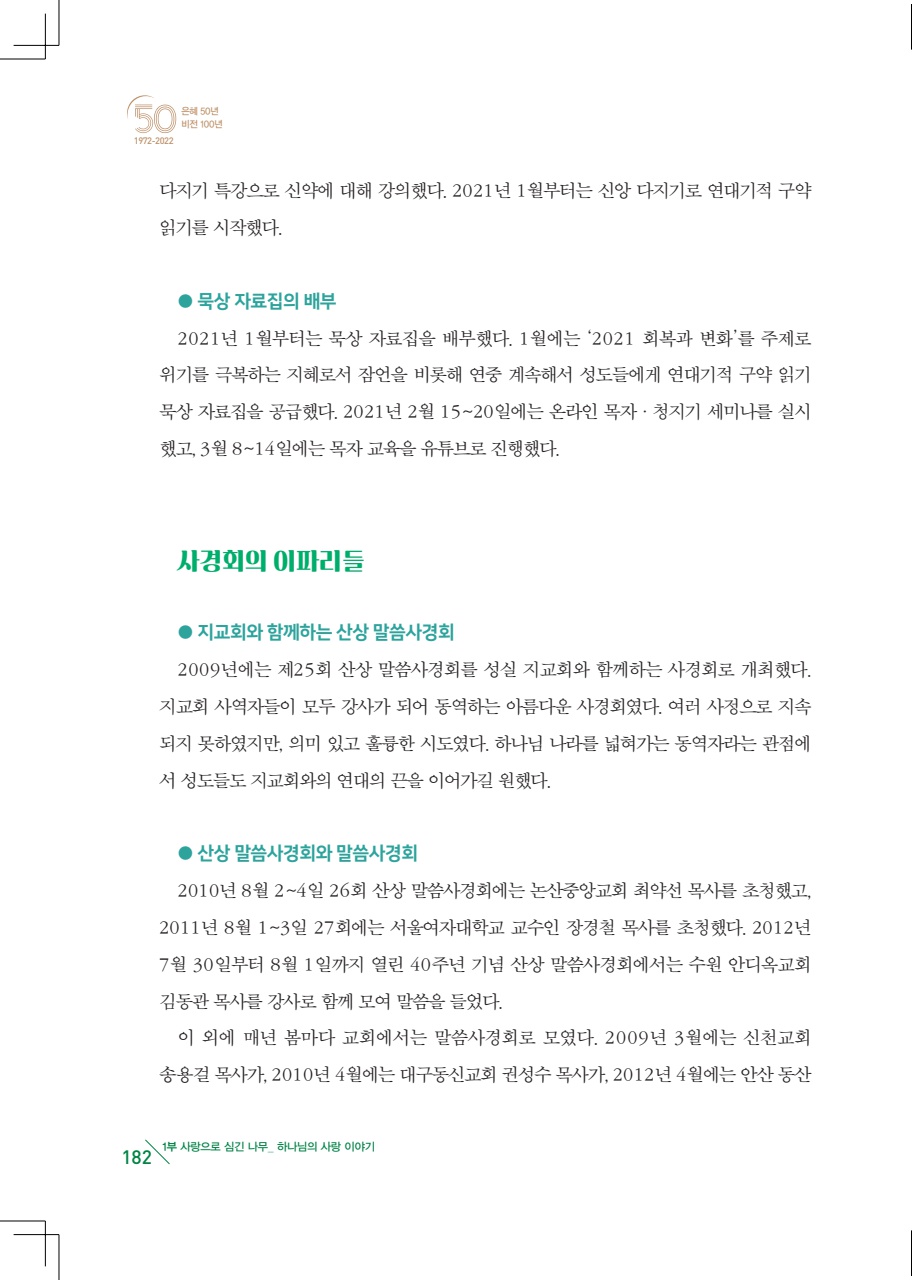 50
은혜 50년
비전 100년
1972-2022
다지기 특강으로 신약에 대해 강의했다. 2021년 1월부터는 신앙 다지기로 연대기적 구약
읽기를 시작했다.
● 묵상 자료집의 배부
2021년 1월부터는 묵상 자료집을 배부했다. 1월에는 ‘2021 회복과 변화’를 주제로
위기를 극복하는 지혜로서 잠언을 비롯해 연중 계속해서 성도들에게 연대기적 구약 읽기
묵상 자료집을 공급했다. 2021년 2월 15~20일에는 온라인 목자 · 청지기 세미나를 실시
했고, 3월 8~14일에는 목자 교육을 유튜브로 진행했다.
사경회의 이파리들
● 지교회와 함께하는 산상 말씀사경회
2009년에는 제25회 산상 말씀사경회를 성실 지교회와 함께하는 사경회로 개최했다.
지교회 사역자들이 모두 강사가 되어 동역하는 아름다운 사경회였다. 여러 사정으로 지속
되지 못하였지만, 의미 있고 훌륭한 시도였다. 하나님 나라를 넓혀가는 동역자라는 관점에
서 성도들도 지교회와의 연대의 끈을 이어가길 원했다.
● 산상 말씀사경회와 말씀사경회
2010년 8월 2~4일 26회 산상 말씀사경회에는 논산중앙교회 최약선 목사를 초청했고,
2011년 8월 1~3일 27회에는 서울여자대학교 교수인 장경철 목사를 초청했다. 2012년
7월 30일부터 8월 1일까지 열린 40주년 기념 산상 말씀사경회에서는 수원 안디옥교회
김동관 목사를 강사로 함께 모여 말씀을 들었다.
이 외에 매년 봄마다 교회에서는 말씀사경회로 모였다. 2009년 3월에는 신천교회
송용걸 목사가, 2010년 4월에는 대구동신교회 권성수 목사가, 2012년 4월에는 안산 동산
182 1부 사랑으로 심긴 나무_ 하나님의 사랑 이야기